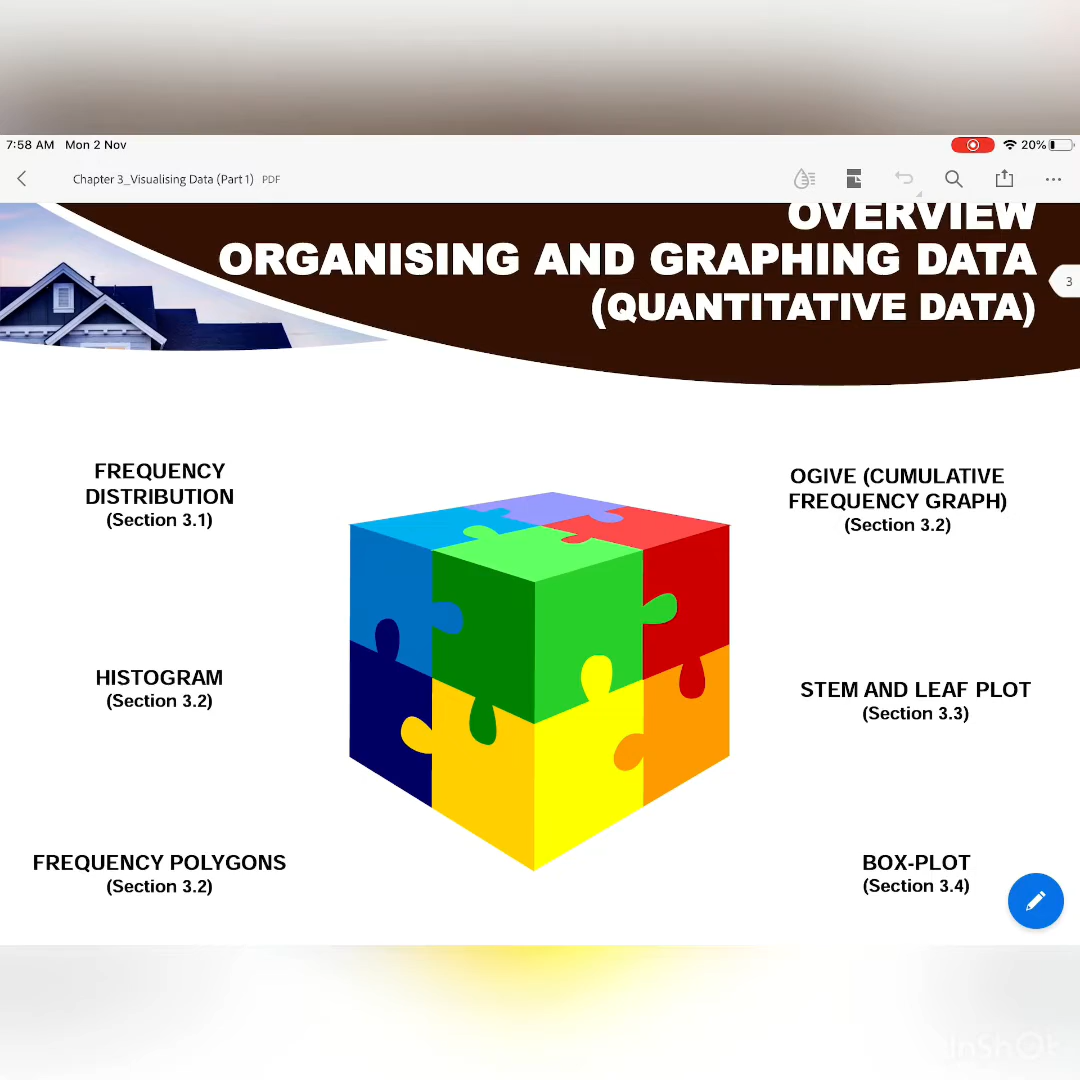 7:58 AM Mon 2 Nov
20%
Chapter 3_Visualising Data (Part 1) PDF
OVERVIEW
ORGANISING AND GRAPHING DATA
(QUANTITATIVE DATA)
3
FREQUENCY
DISTRIBUTION
(Section 3.1)
OGIVE (CUMULATIVE
FREQUENCY GRAPH)
(Section 3.2)
HISTOGRAM
(Section 3.2)
STEM AND LEAF PLOT
(Section 3.3)
FREQUENCY POLYGONS
(Section 3.2)
BOX-PLOT
(Section 3.4)
InShOt